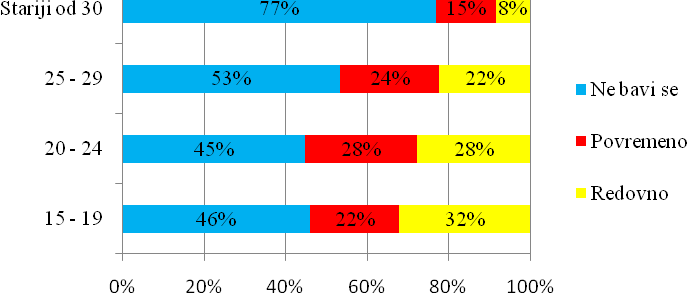 Stariji od 30
77%
15%
8%
25 - 29
53%
24%
22%
Ne bavi se
20 - 24
45%
28%
28%
Povremeno
15 - 19
46%
22%
32%
Redovno
0%
20%
40%
60%
80%
100%